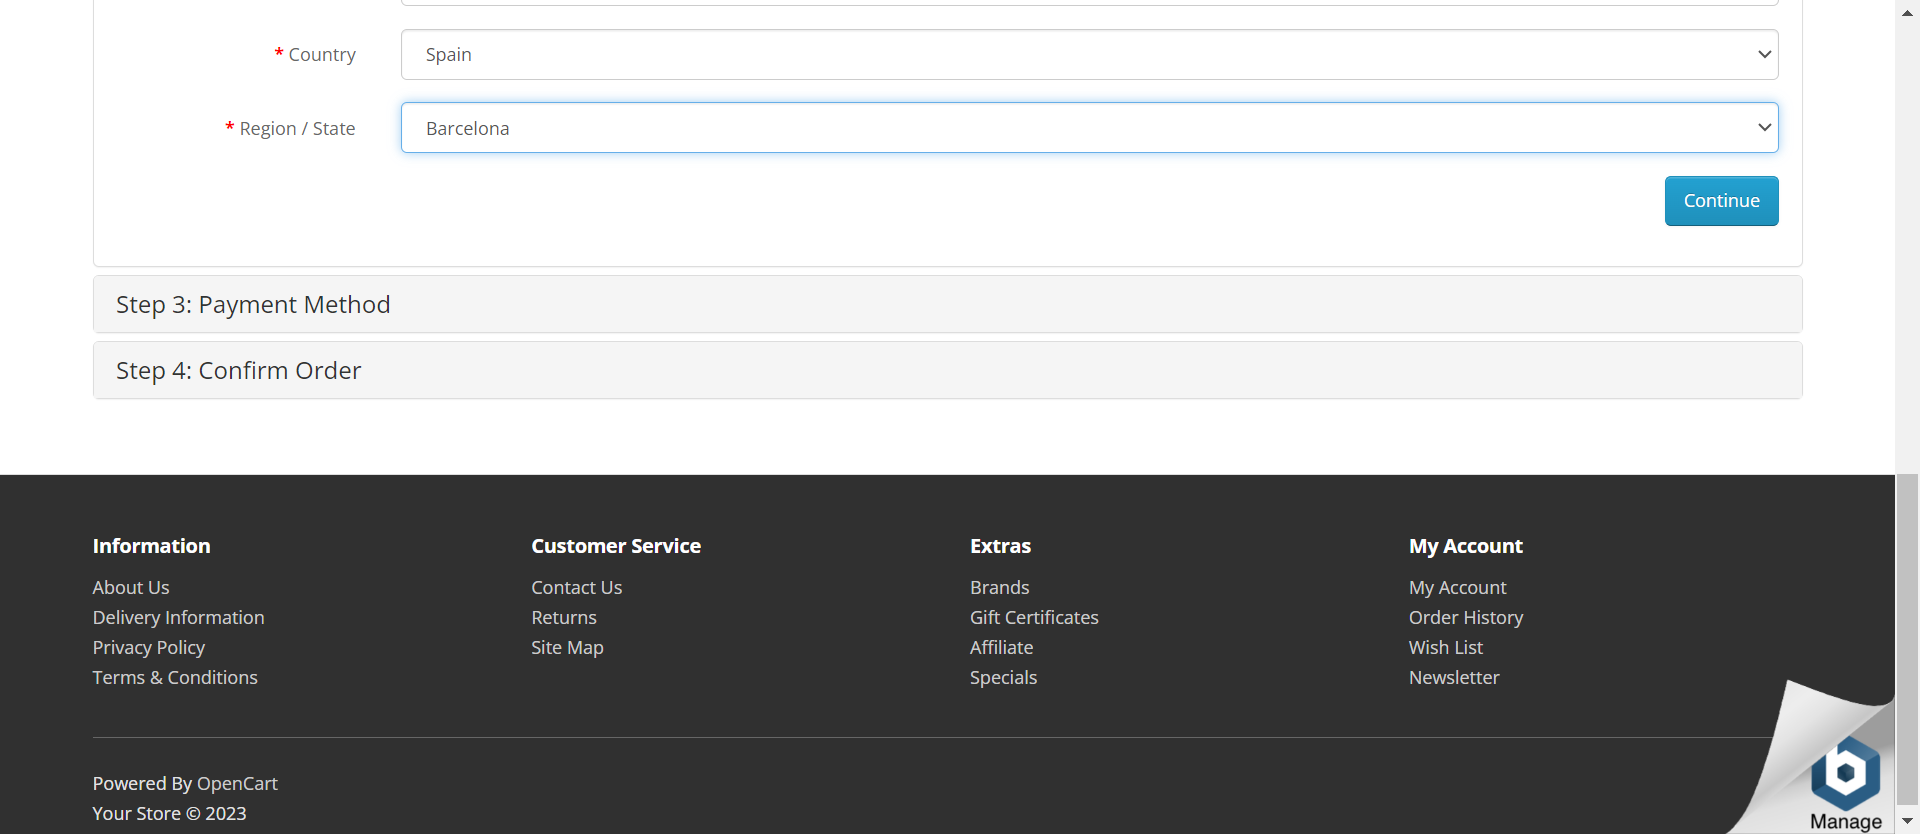 * Country
Spain
* Region / State
Barcelona
Continue
Step 3: Payment Method
Step 4: Confirm Order
Information
About Us
Delivery Information
Privacy Policy
Terms & Conditions
Customer Service
Contact Us
Returns
Site Map
Extras
Brands
Gift Certificates
Affiliate
Specials
My Account
My Account
Order History
Wish List
Newsletter
Powered By OpenCart
Your Store © 2023
b
Manage